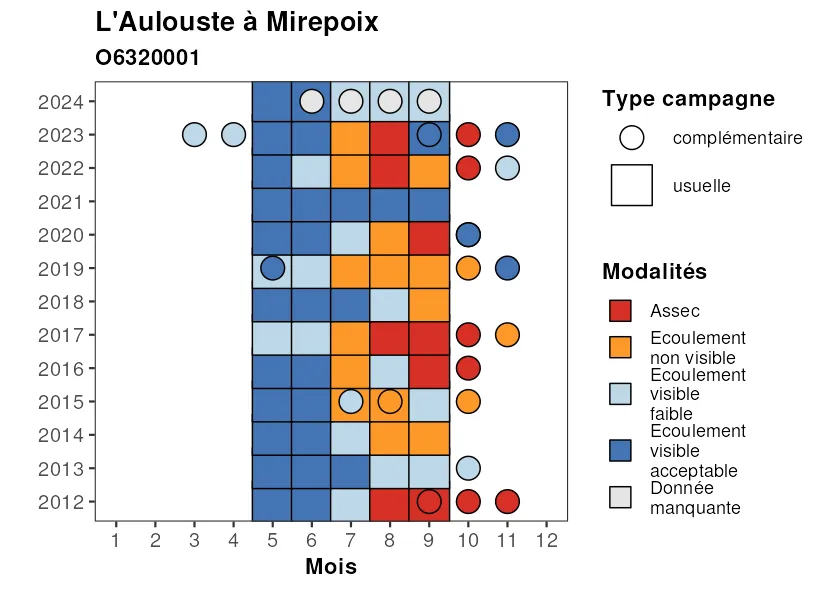 L'Aulouste à Mirepoix
O6320001
2024
2023
2022
2021
2020
2019
2018
2017
2016
2015
2014
2013
2012
1 2 3 4 5 6 7 8 9 10 11 12
Mois
Type campagne
complémentaire
usuelle
Modalités
Assec
Ecoulement
non visible
Ecoulement
visible
faible
Ecoulement
visible
acceptable
Donnée
manquante